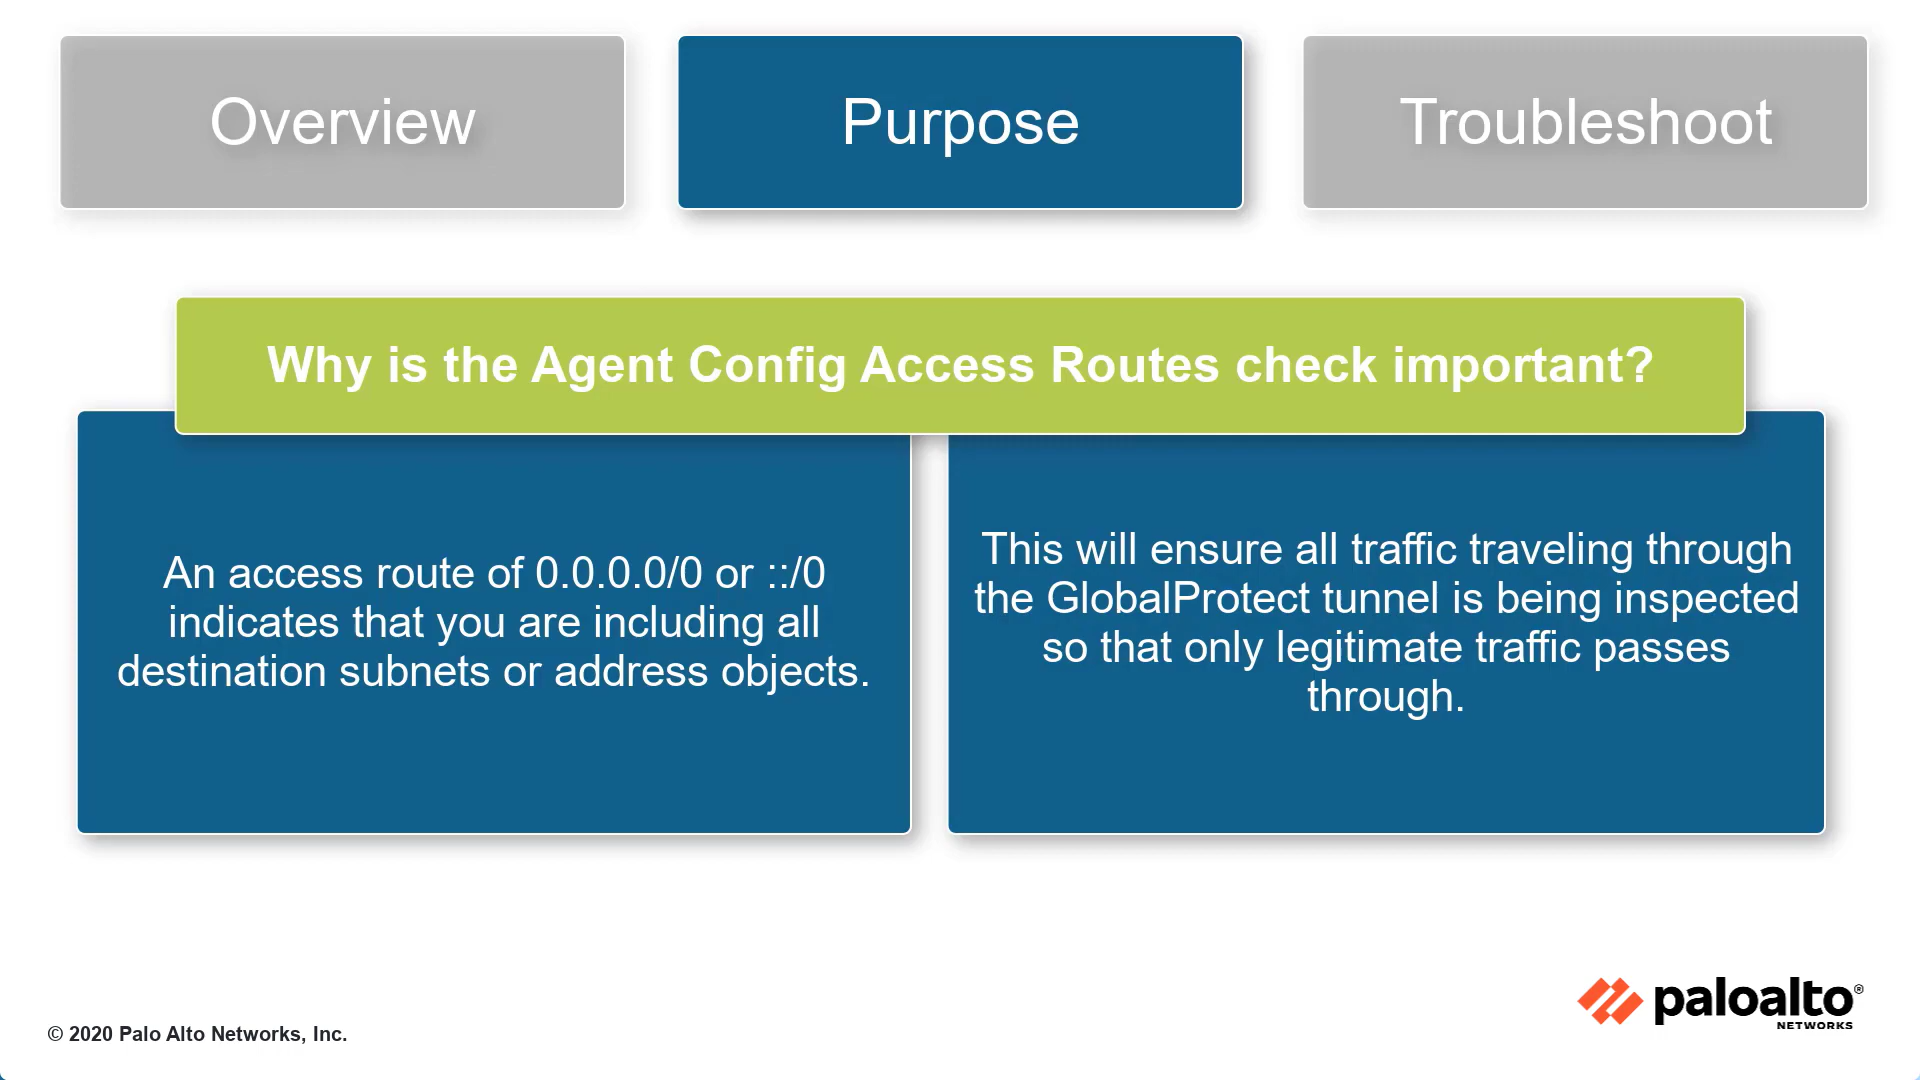 Overview
Purpose
Troubleshoot
Why is the Agent Config Access Routes check important?
An access route of 0.0.0.0/0 or ::/0
indicates that you are including all
destination subnets or address objects.
This will ensure all traffic traveling through
the GlobalProtect tunnel is being inspected
so that only legitimate traffic passes
through.
© 2020 Palo Alto Networks, Inc.
paloalto®
NETWORKS